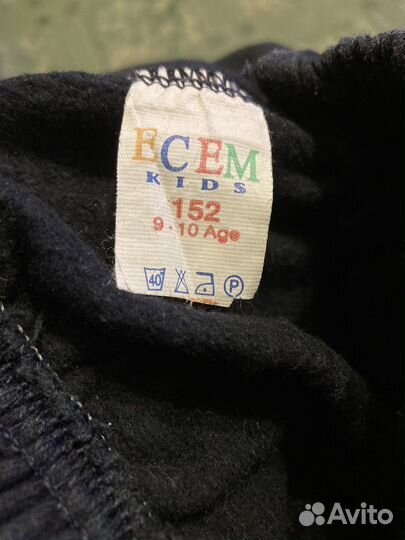 ECEM
KIDS
152
9-10 Age
40 P
Avito